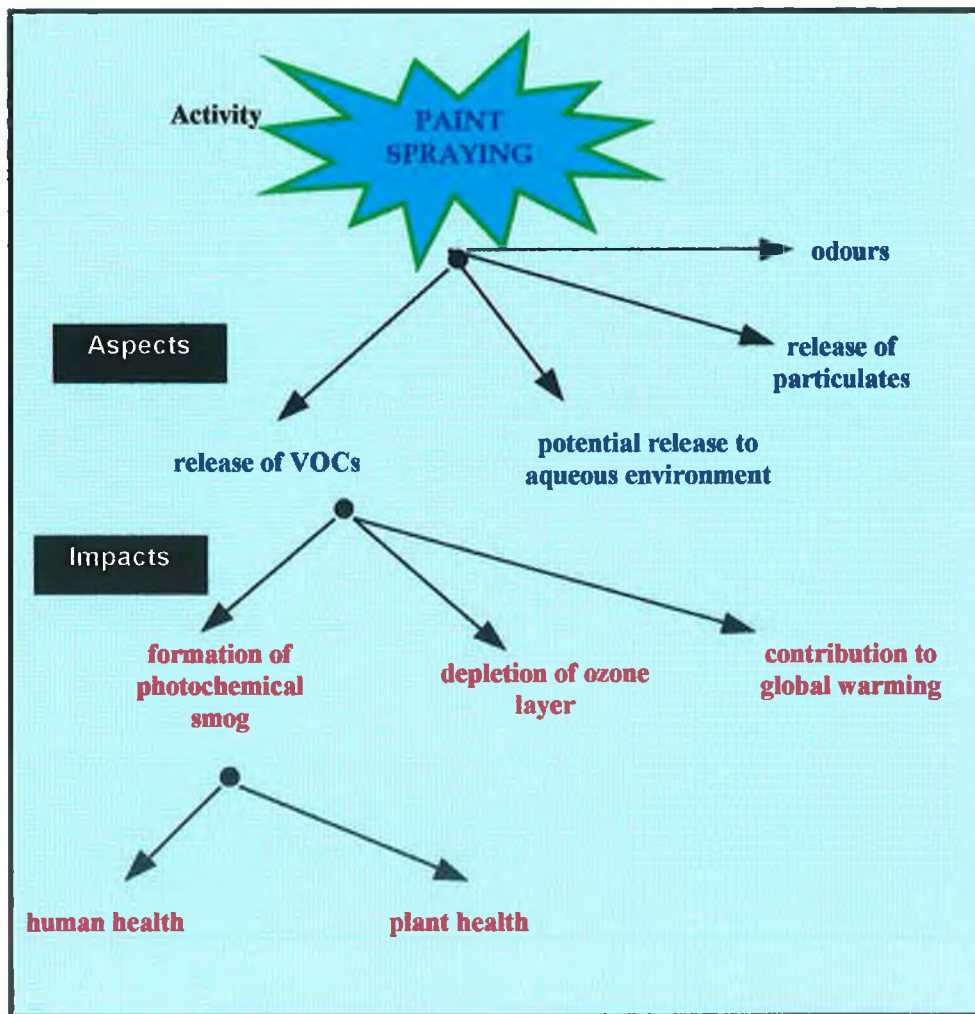 Activity
PAINT
SPRAYING
odours
Aspects
release of
particulates
release of VOCs
potential release to
aqueous environment
Impacts
formation of
photochemical
smog
depletion of ozone
layer
contribution to
global warming
human health
plant health